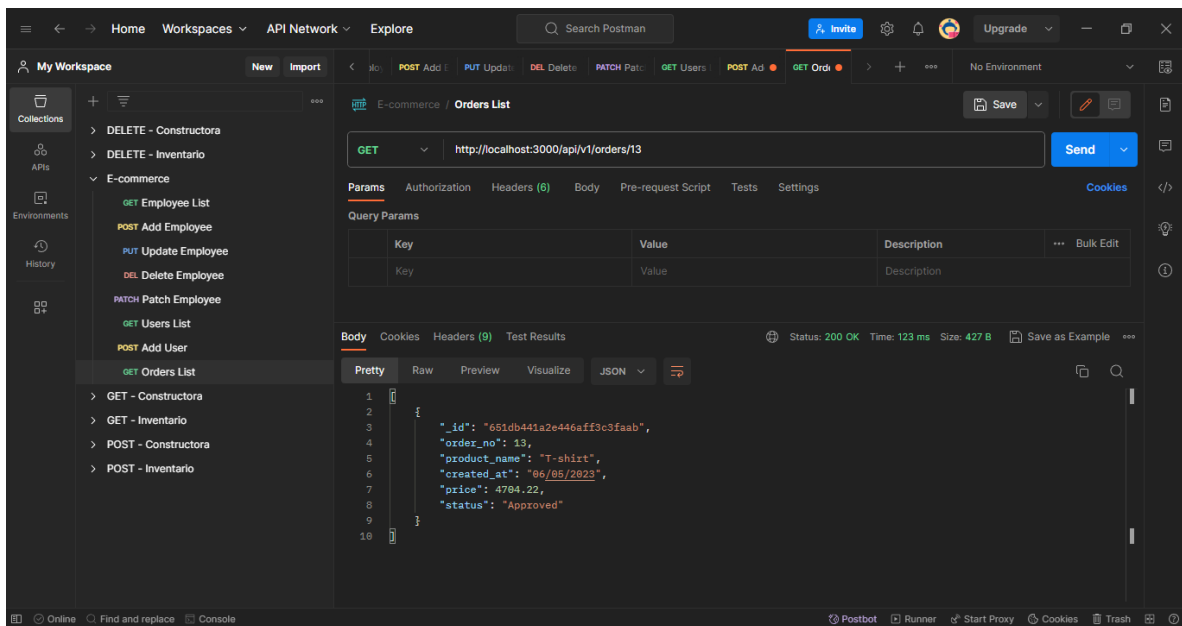 Home Workspaces API Network Explore Search Postman Invite Upgrade
My Workspace New Import POST Add E PUT Updat DEL Delete PATCH Patc GET Users POST Ad GET Ord No Environment
Collections
APIs
Environments
History
DELETE - Constructora
DELETE - Inventario
E-commerce
GET Employee List
POST Add Employee
PUT Update Employee
DEL Delete Employee
PATCH Patch Employee
GET Users List
POST Add User
GET Orders List
GET - Constructora
GET - Inventario
POST - Constructora
POST - Inventario
HTTP E-commerce / Orders List Save
GET http://localhost:3000/api/v1/orders/13 Send
Params Authorization Headers (6) Body Pre-request Script Tests Settings Cookies
Query Params
Key Value Description Bulk Edit
Key Value Description
Body Cookies Headers (9) Test Results Status: 200 OK Time: 123 ms Size: 427 B Save as Example
Pretty Raw Preview Visualize JSON
1 [
2 {
3 "_id": "651db441a2e446aff3c3faab",
4 "order_no": 13,
5 "product_name": "T-shirt",
6 "created_at": "06/05/2023",
7 "price": 4704.22,
8 "status": "Approved"
9 }
10 ]
Online Find and replace Console Postbot Runner Start Proxy Cookies Trash